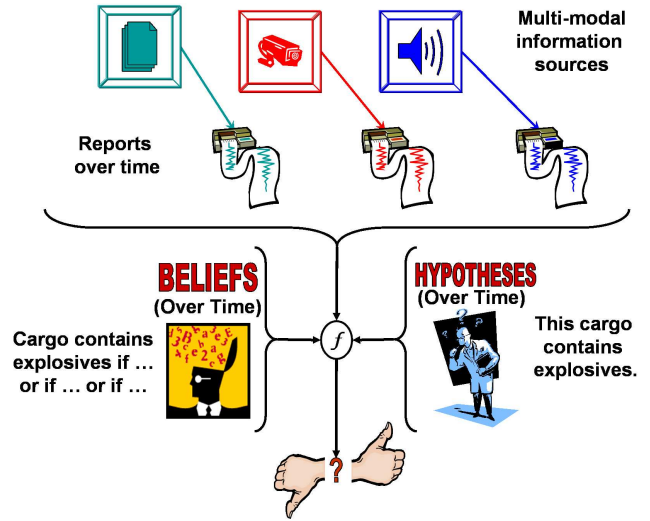 Multi-modal
information
sources
Reports
over time
BELIEFS
(Over Time)
Cargo contains
explosives if …
or if … or if …
f
HYPOTHESES
(Over Time)
This cargo
contains
explosives.
?